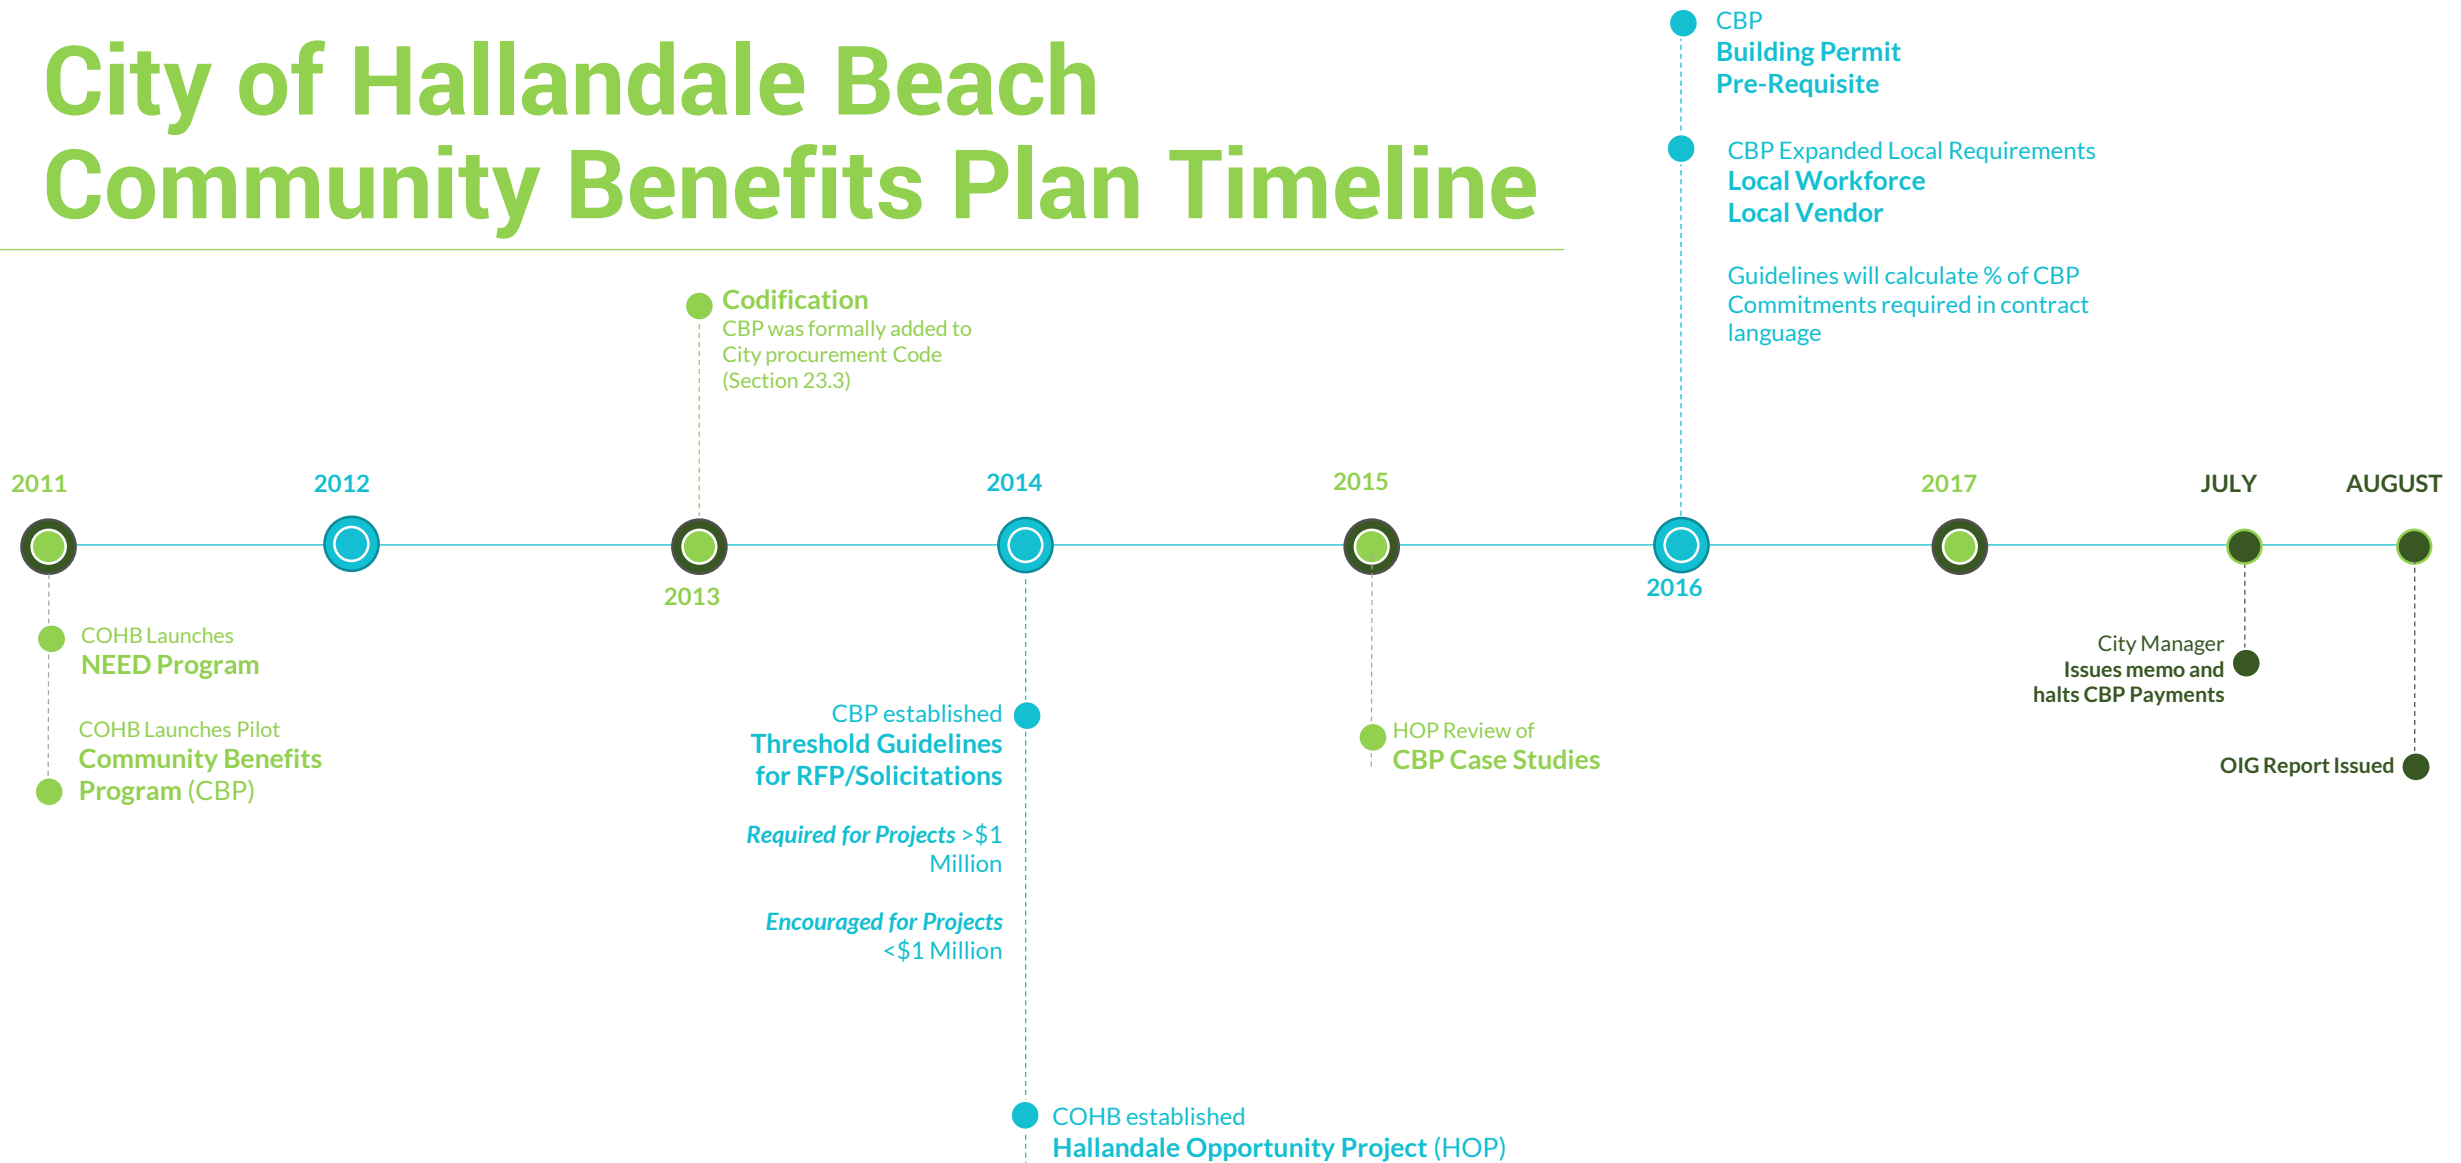 City of Hallandale Beach
Community Benefits Plan Timeline
CBP
Building Permit
Pre-Requisite
CBP Expanded Local Requirements
Local Workforce
Local Vendor
Guidelines will calculate % of CBP
Commitments required in contract
language
Codification
CBP was formally added to
City procurement Code
(Section 23.3)
2011
2012
2013
2014
2015
2016
2017
JULY
AUGUST
COHB Launches
NEED Program
COHB Launches Pilot
Community Benefits
Program (CBP)
CBP established
Threshold Guidelines
for RFP/Solicitations
Required for Projects >$1
Million
Encouraged for Projects
<$1 Million
COHB established
Hallandale Opportunity Project (HOP)
HOP Review of
CBP Case Studies
City Manager
Issues memo and
halts CBP Payments
OIG Report Issued